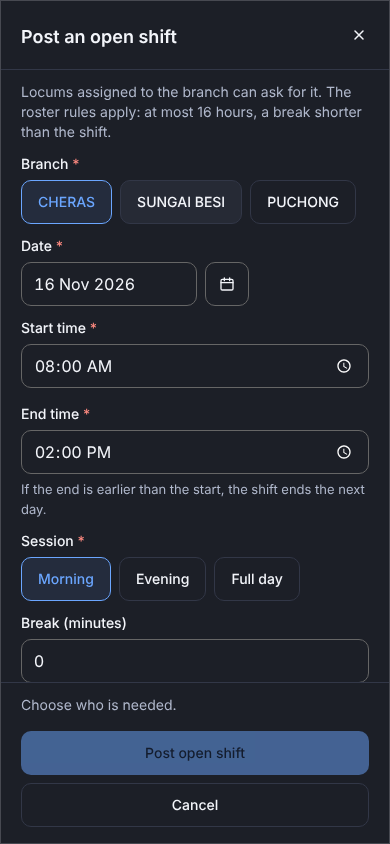 Post an open shift
Locums assigned to the branch can ask for it. The
roster rules apply: at most 16 hours, a break shorter
than the shift.
Branch *
CHERAS
SUNGAI BESI
PUCHONG
Date *
16 Nov 2026
Start time *
08:00 AM
End time *
02:00 PM
If the end is earlier than the start, the shift ends the next
day.
Session *
Morning
Evening
Full day
Break (minutes)
0
Choose who is needed.
Post open shift
Cancel